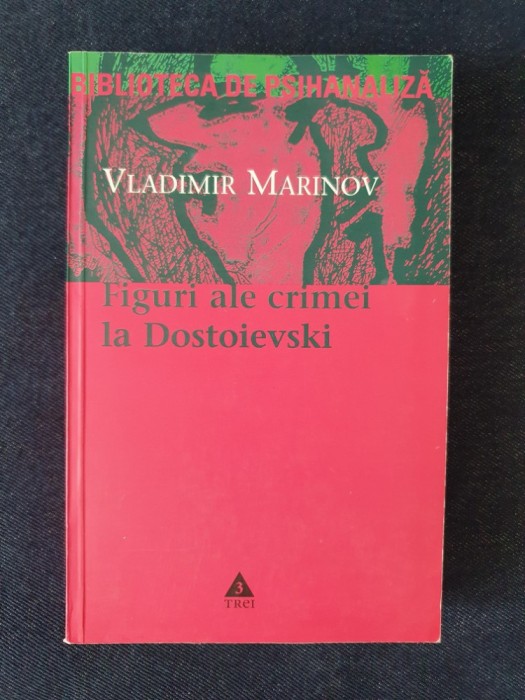 BIBLIOTECA DE PSIHANALIZĂ
VLADIMIR MARINOV
Figuri ale crimei
la Dostoievski
3
TREI